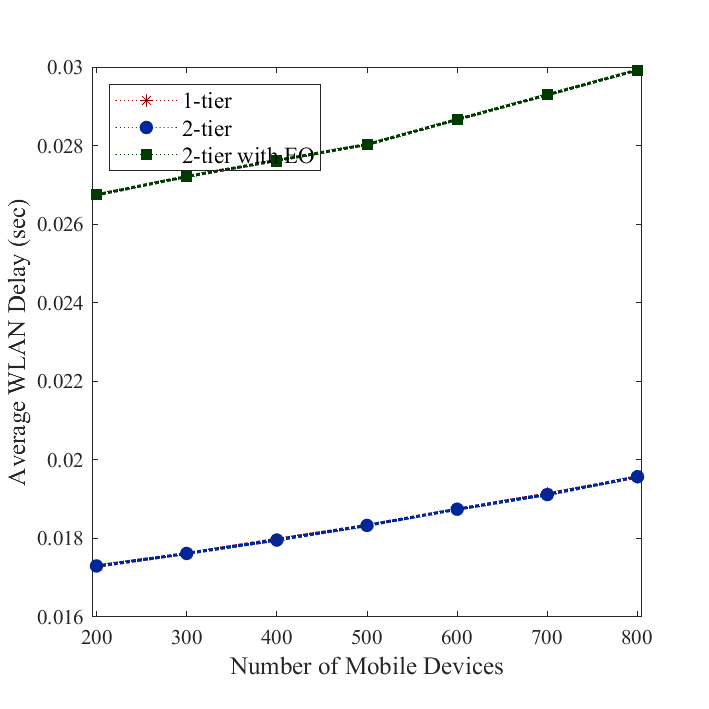 0.03
0.028
0.026
0.024
0.022
0.02
0.018
0.016
1-tier
2-tier
2-tier with EO
200 300 400 500 600 700 800
Number of Mobile Devices
Average WLAN Delay (sec)